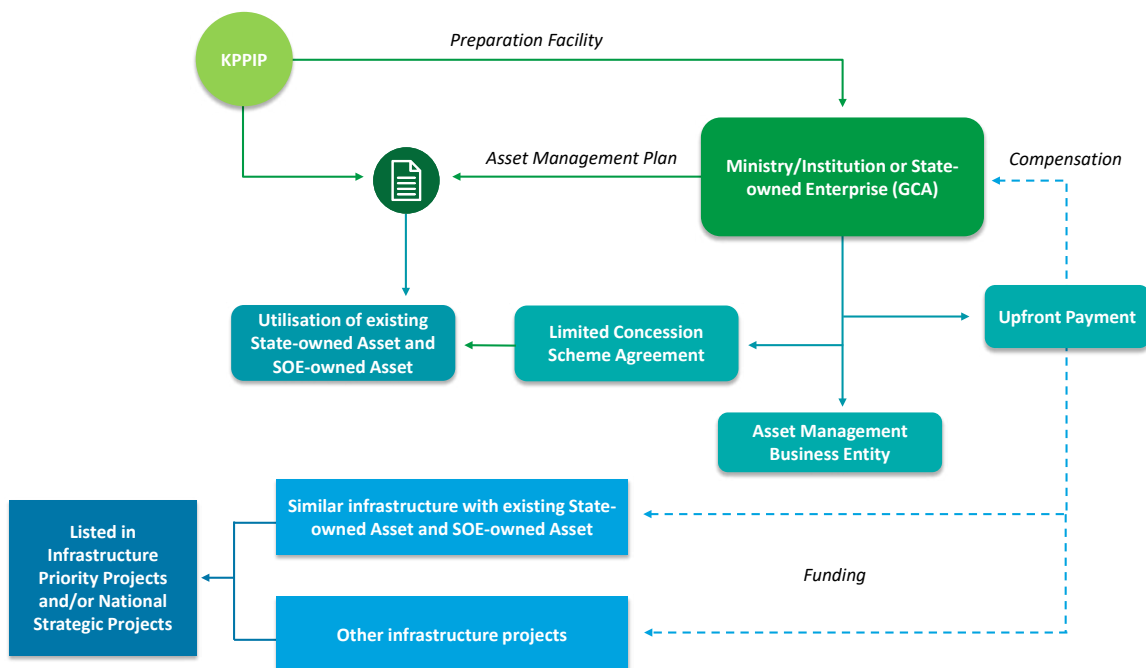 Preparation Facility
KPPIP
Asset Management Plan
Ministry/Institution or State-
owned Enterprise (GCA)
Compensation
Utilisation of existing
State-owned Asset and
SOE-owned Asset
Limited Concession
Scheme Agreement
Upfront Payment
Asset Management
Business Entity
Similar infrastructure with existing State-
owned Asset and SOE-owned Asset
Listed in
Infrastructure
Priority Projects
and/or National
Strategic Projects
Funding
Other infrastructure projects